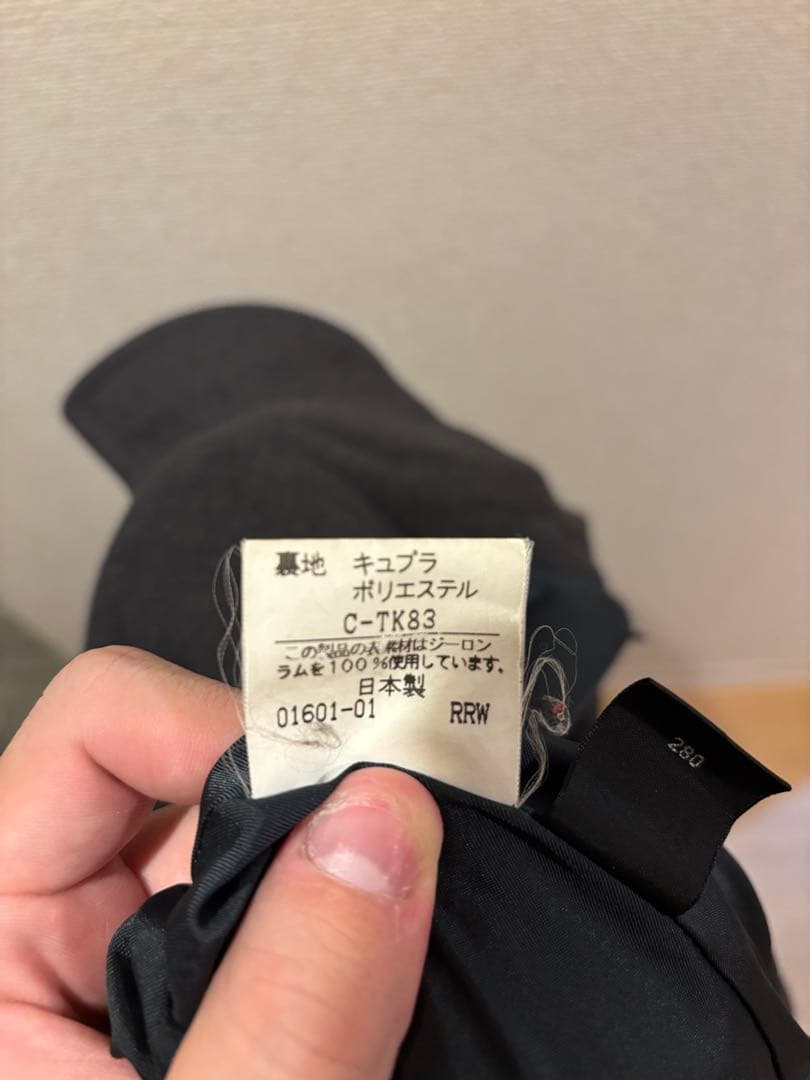 裏地 キュプラ
ポリエステル
C-TK83
この製品の表素材はジーロン
ラムを100%使用しています。
日本製
01601-01 RRW
280